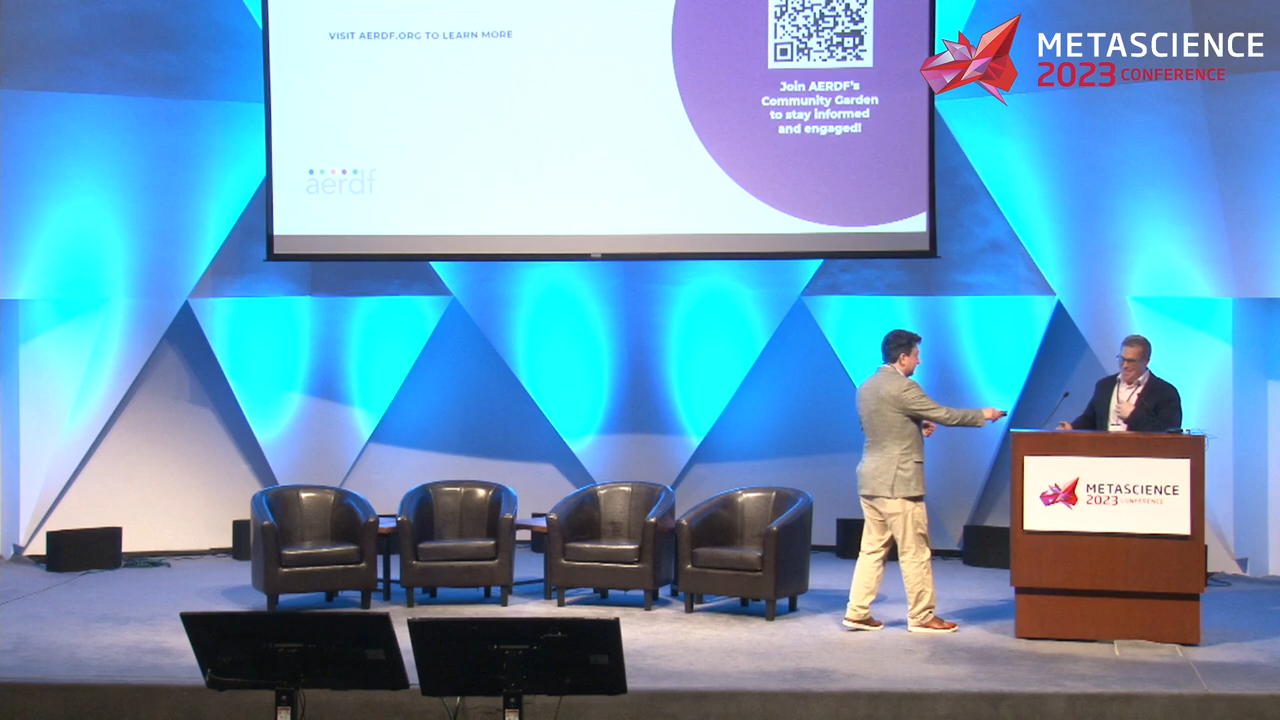 VISIT AERDF.ORG TO LEARN MORE
Join AERDF's
Community Garden
to stay informed
and engaged!
aerdf
METASCIENCE
2023 CONFERENCE
METASCIENCE
2023 CONFERENCE